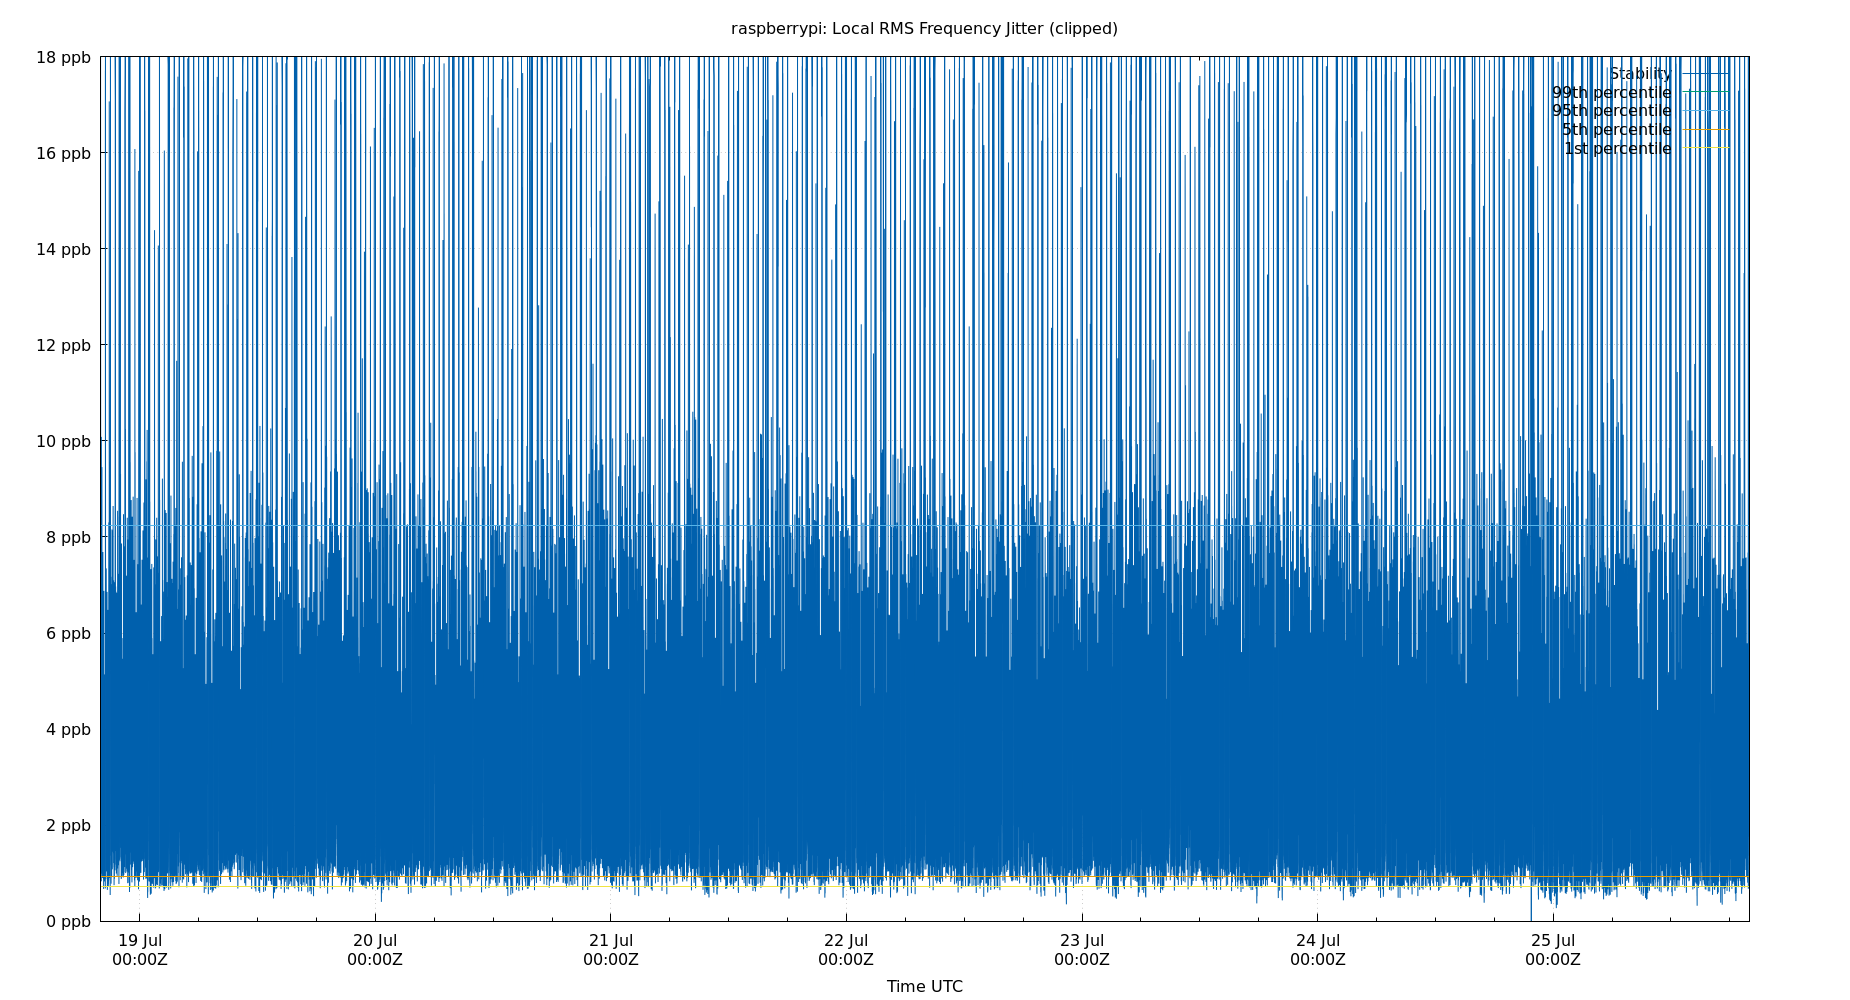 raspberrypi: Local RMS Frequency Jitter (clipped)
18 ppb
16 ppb
14 ppb
12 ppb
10 ppb
8 ppb
6 ppb
4 ppb
2 ppb
0 ppb
Stability
99th percentile
95th percentile
5th percentile
1st percentile
19 Jul 20 Jul 21 Jul 22 Jul 23 Jul 24 Jul 25 Jul
00:00Z 00:00Z 00:00Z 00:00Z 00:00Z 00:00Z 00:00Z
Time UTC